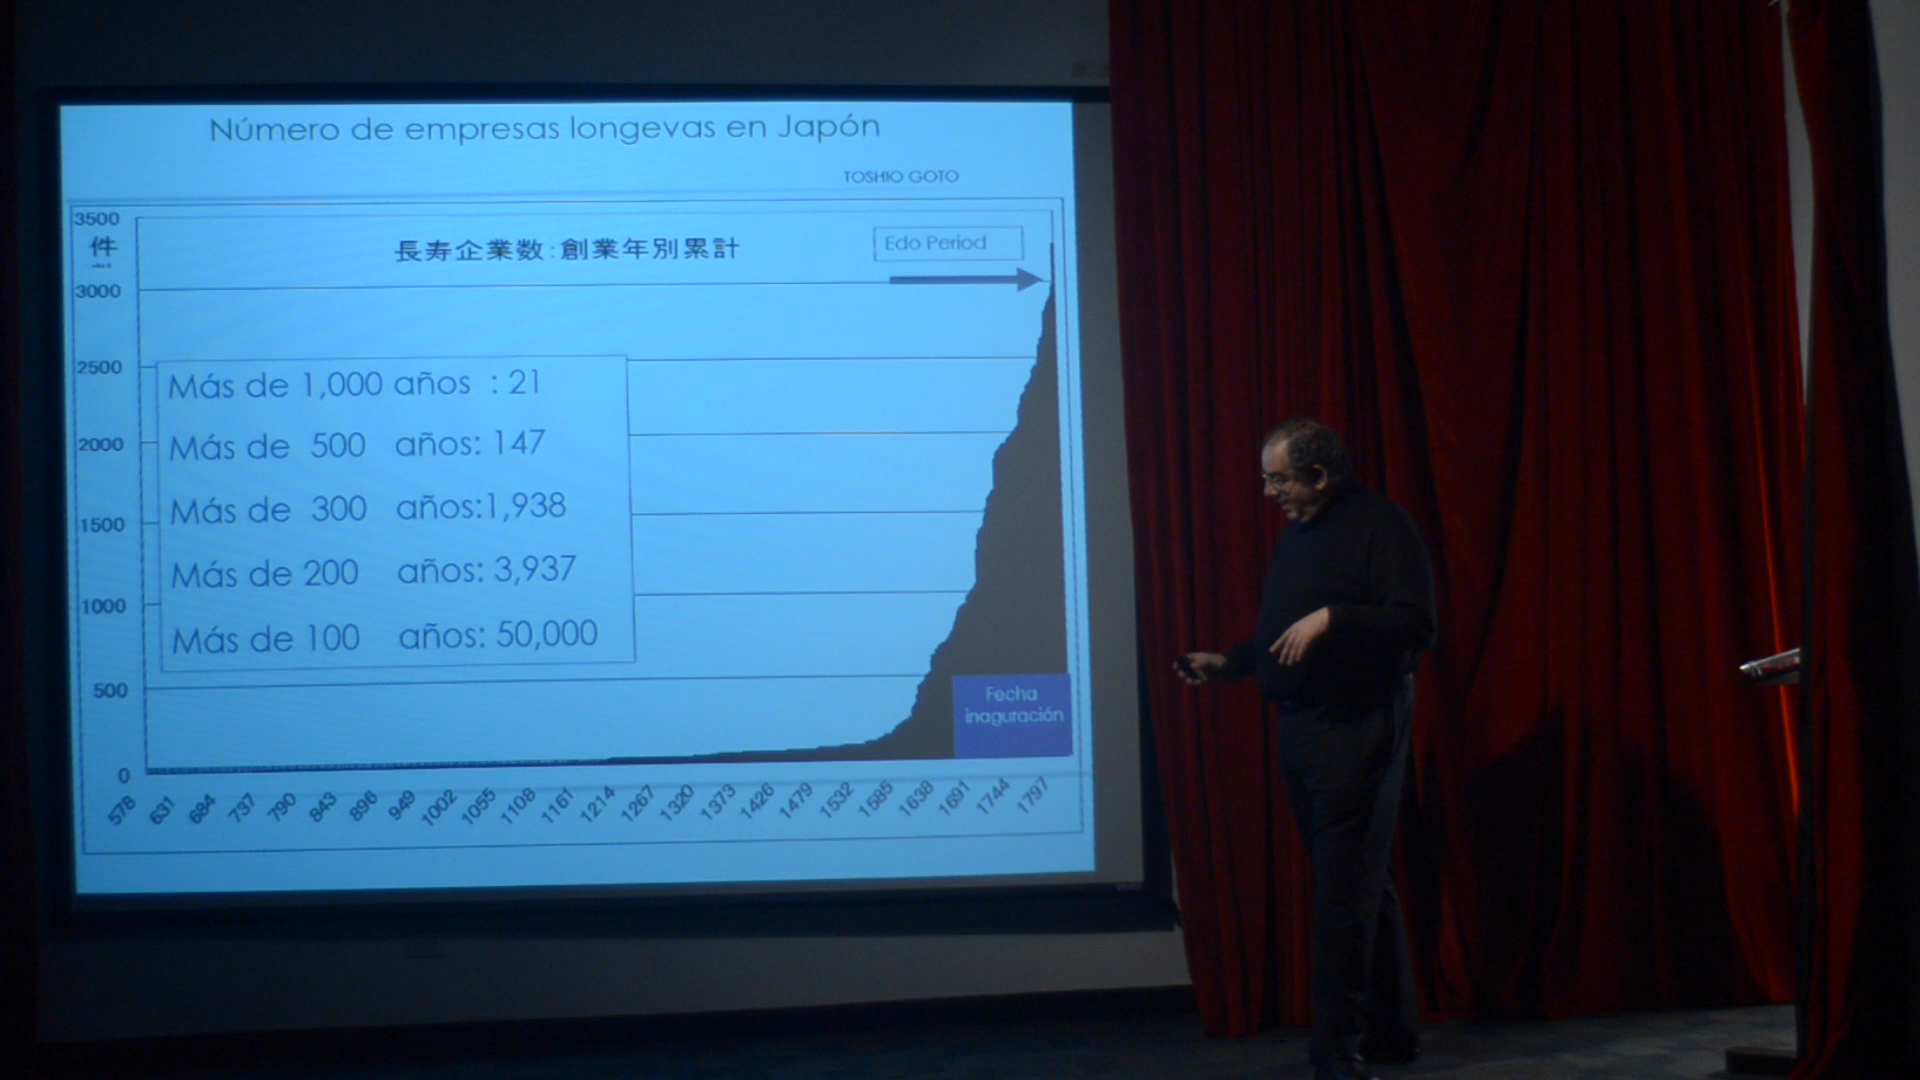 Número de empresas longevas en Japón
TOSHIO GOTO
3500
件
長寿企業数:創業年別累計
Edo Period
3000
2500
2000
1500
1000
500
0
Más de 1,000 años : 21
Más de 500 años: 147
Más de 300 años:1,938
Más de 200 años: 3,937
Más de 100 años: 50,000
Fecha
inaguración
578 631 684 737 790 843 896 949 1002 1055 1108 1161 1214 1267 1320 1373 1426 1479 1532 1585 1638 1691 1744 1797